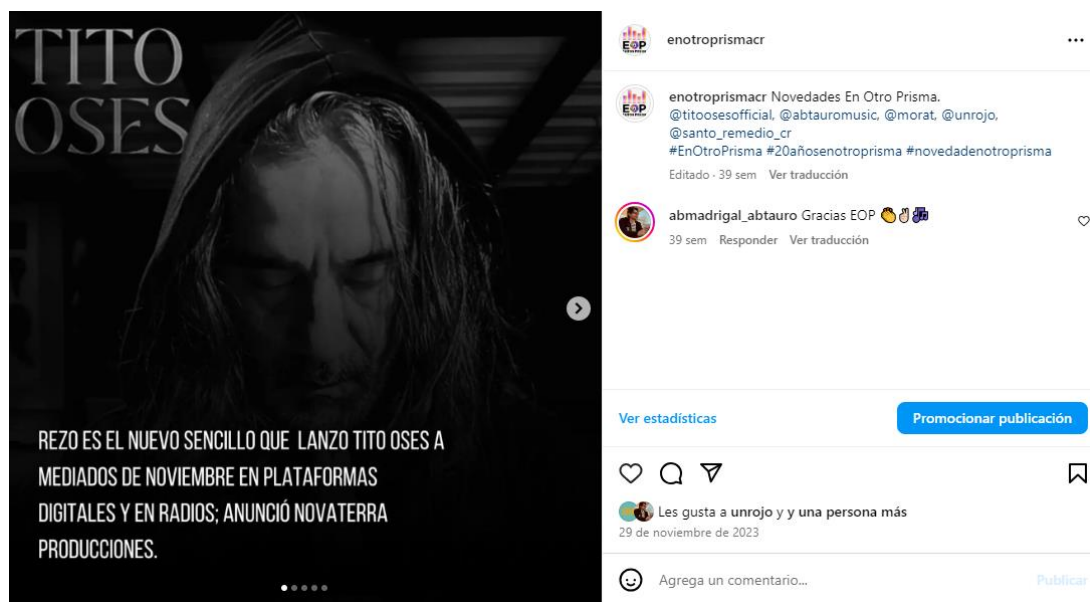 TITO
OSES
REZO ES EL NUEVO SENCILLO QUE LANZO TITO OSES A
MEDIADOS DE NOVIEMBRE EN PLATAFORMAS
DIGITALES Y EN RADIOS; ANUNCIÓ NOVATERRA
PRODUCCIONES.
EOP
enotroprismacr
EOP
enotroprismacr Novedades En Otro Prisma.
@titoosesofficial, @abtauromusic, @morat, @unrojo,
@santo_remedio_cr
#EnOtroPrisma #20añosenotroprisma #novedadenotroprisma
Editado · 39 sem Ver traducción
abmadrigal_abtauro Gracias EOP 👏✌🏻🎶
39 sem Responder Ver traducción
Ver estadísticas
Promocionar publicación
Les gusta a unrojo y y una persona más
29 de noviembre de 2023
Agrega un comentario...
Publicar